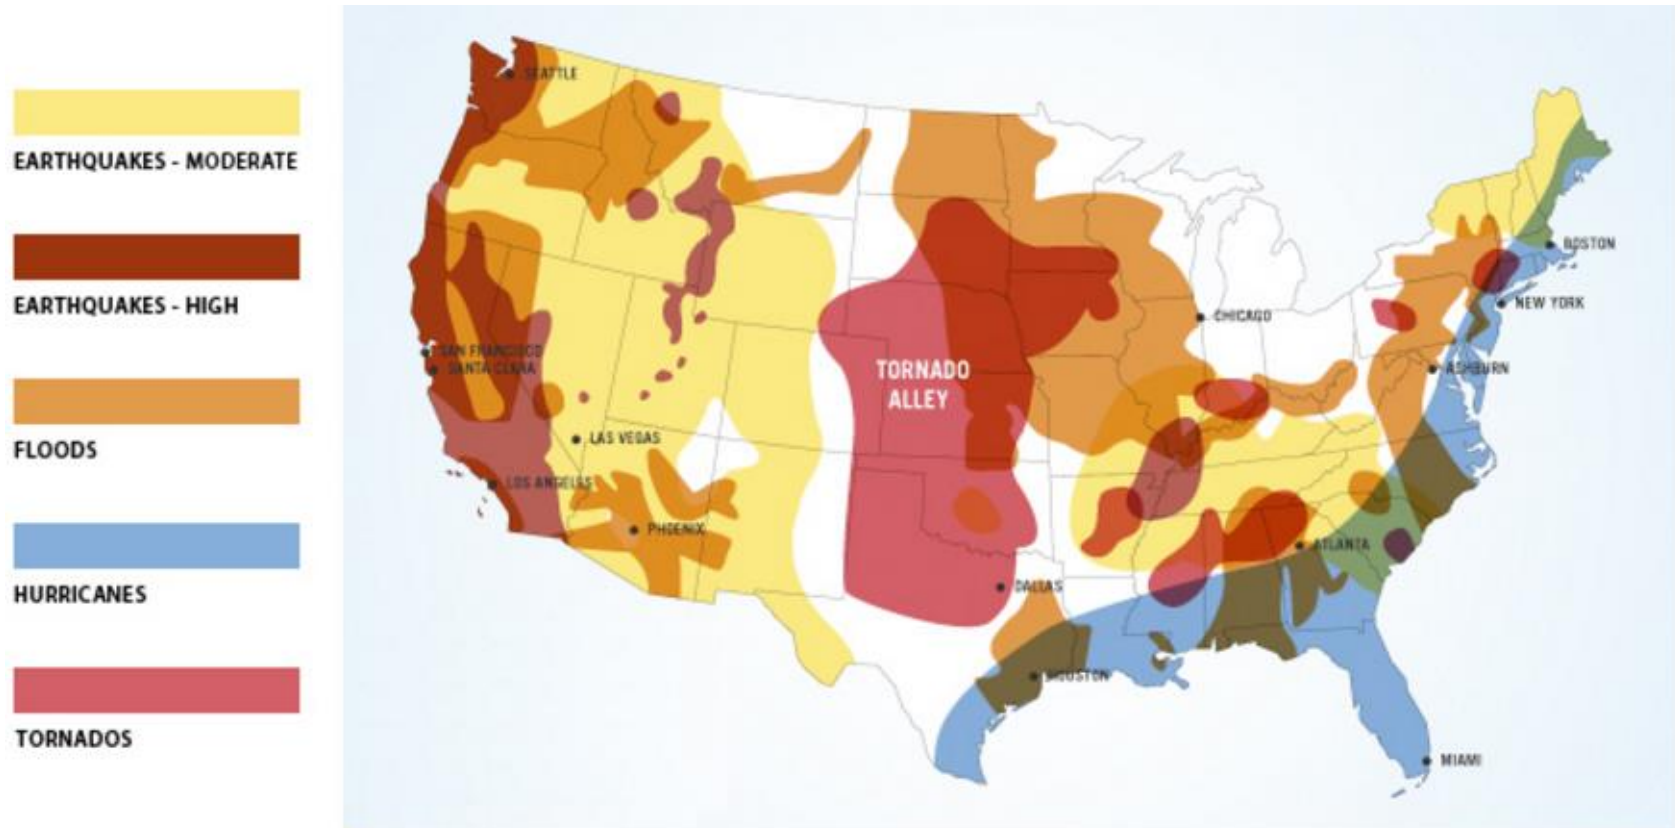 EARTHQUAKES - MODERATE
EARTHQUAKES - HIGH
FLOODS
HURRICANES
TORNADOS
SEATTLE
BOSTON
NEW YORK
CHICAGO
SAN FRANCISCO
SANTA CLARA
ASHBURN
TORNADO
ALLEY
LAS VEGAS
LOS ANGELES
PHOENIX
ATLANTA
DALLAS
HOUSTON
MIAMI